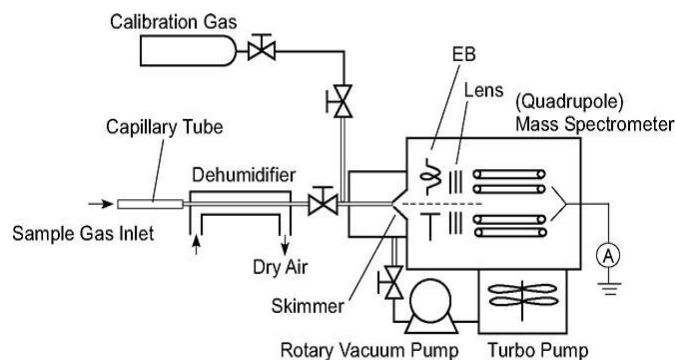 Calibration Gas
EB
Lens
(Quadrupole)
Mass Spectrometer
Capillary Tube
Dehumidifier
Sample Gas Inlet
Dry Air
Skimmer
A
Rotary Vacuum Pump
Turbo Pump